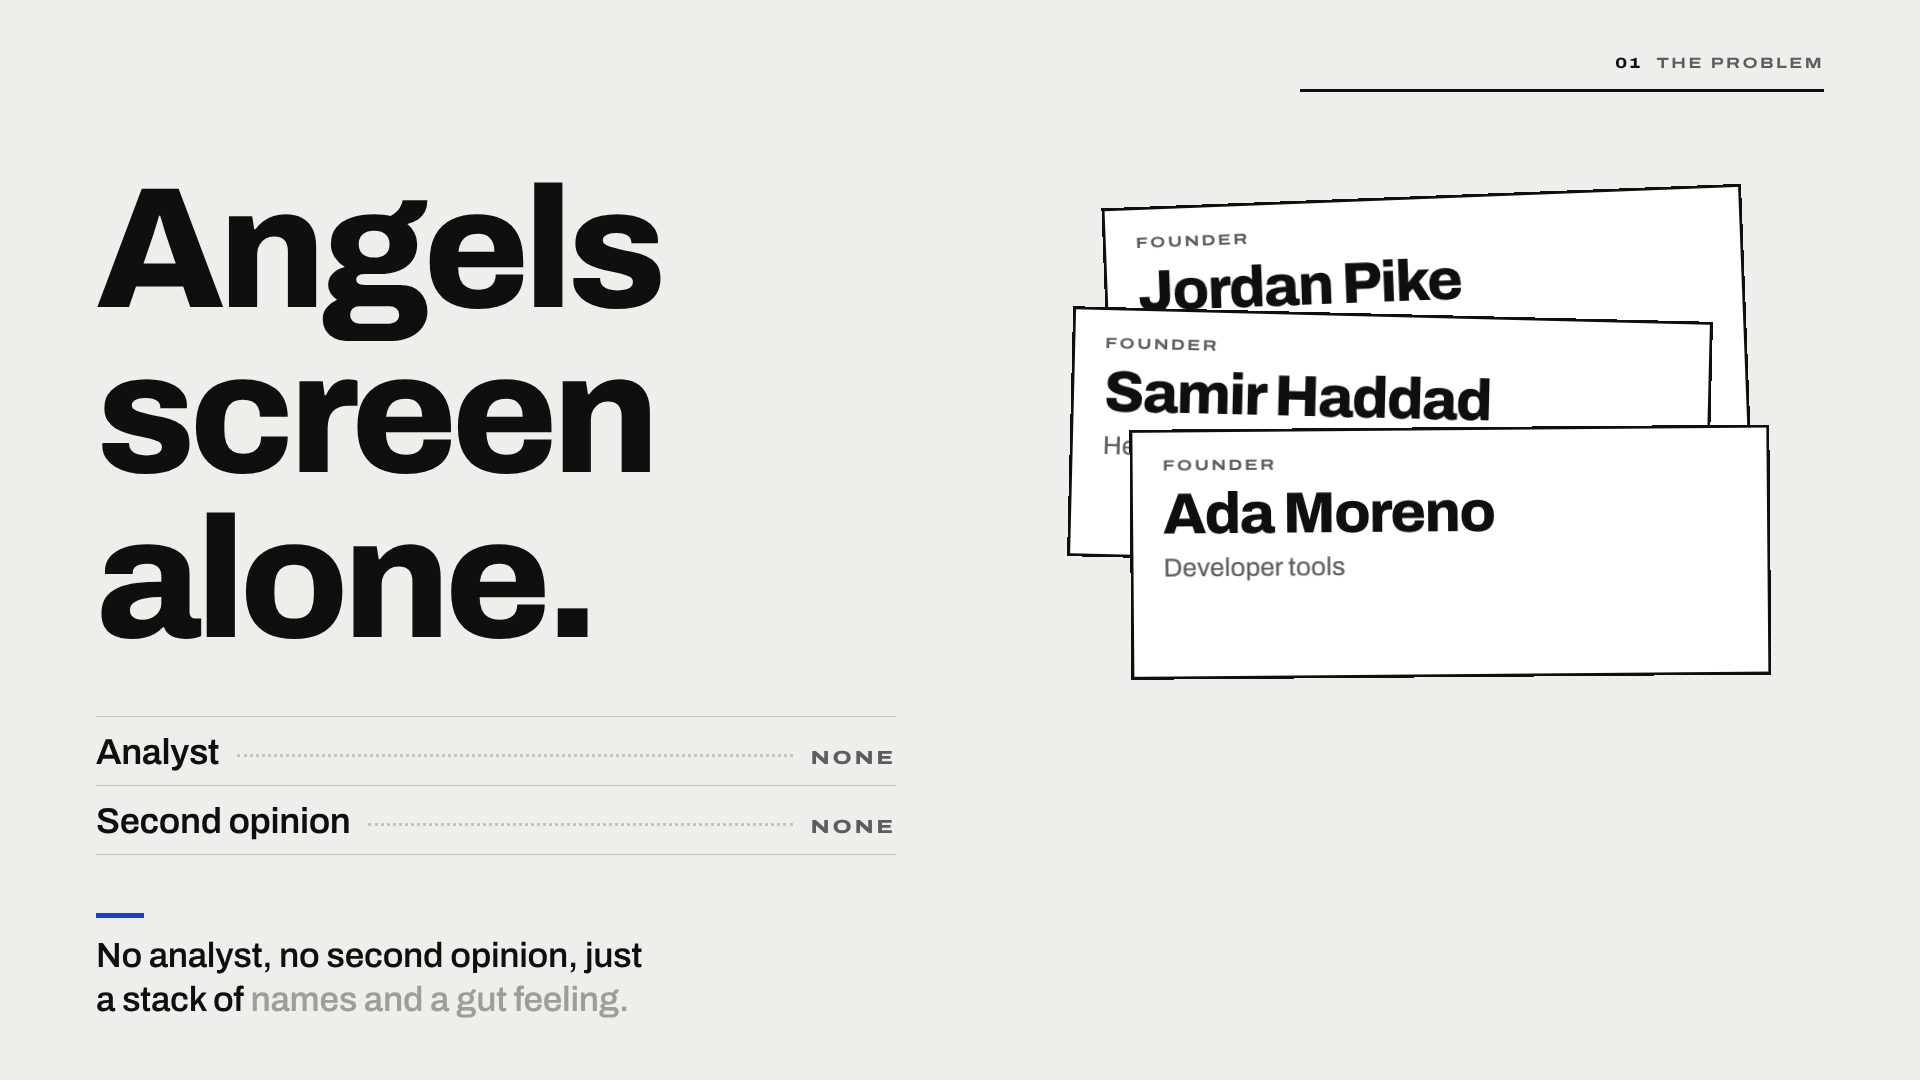 01 THE PROBLEM
Angels
screen
alone.
Analyst NONE
Second opinion NONE
No analyst, no second opinion, just
a stack of names and a gut feeling.
FOUNDER
Jordan Pike
FOUNDER
Samir Haddad
FOUNDER
Ada Moreno
Developer tools